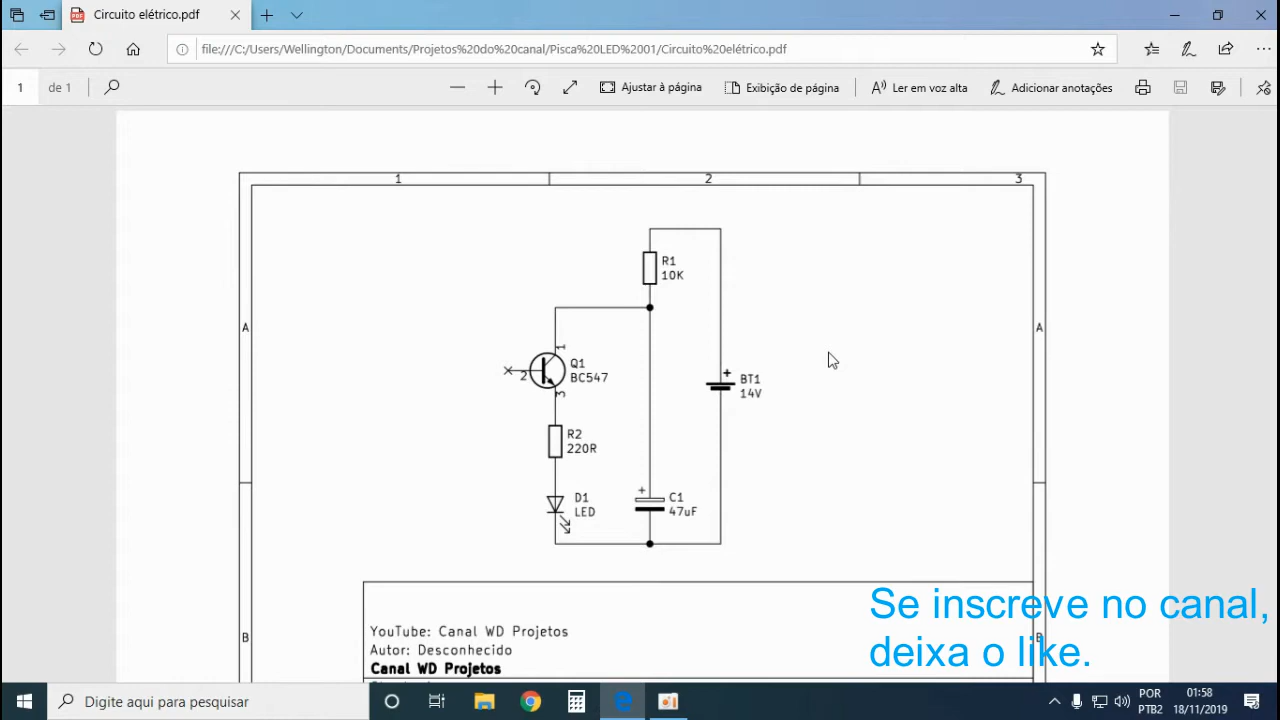 Circuito elétrico.pdf
file:///C:/Users/Wellington/Documents/Projetos%20do%20canal/Pisca%20LED%2001/Circuito%20elétrico.pdf
1 de 1
Ajustar à página
Exibição de página
Ler em voz alta
Adicionar anotações
1 2 3
R1
10K
A
A
1
Q1
2
BC547
3
+
BT1
14V
R2
220R
+
D1
LED
C1
47uF
B
B
Se inscreve no canal,
deixa o like.
YouTube: Canal WD Projetos
Autor: Desconhecido
Canal WD Projetos
Digite aqui para pesquisar
POR
PTB2
01:58
18/11/2019